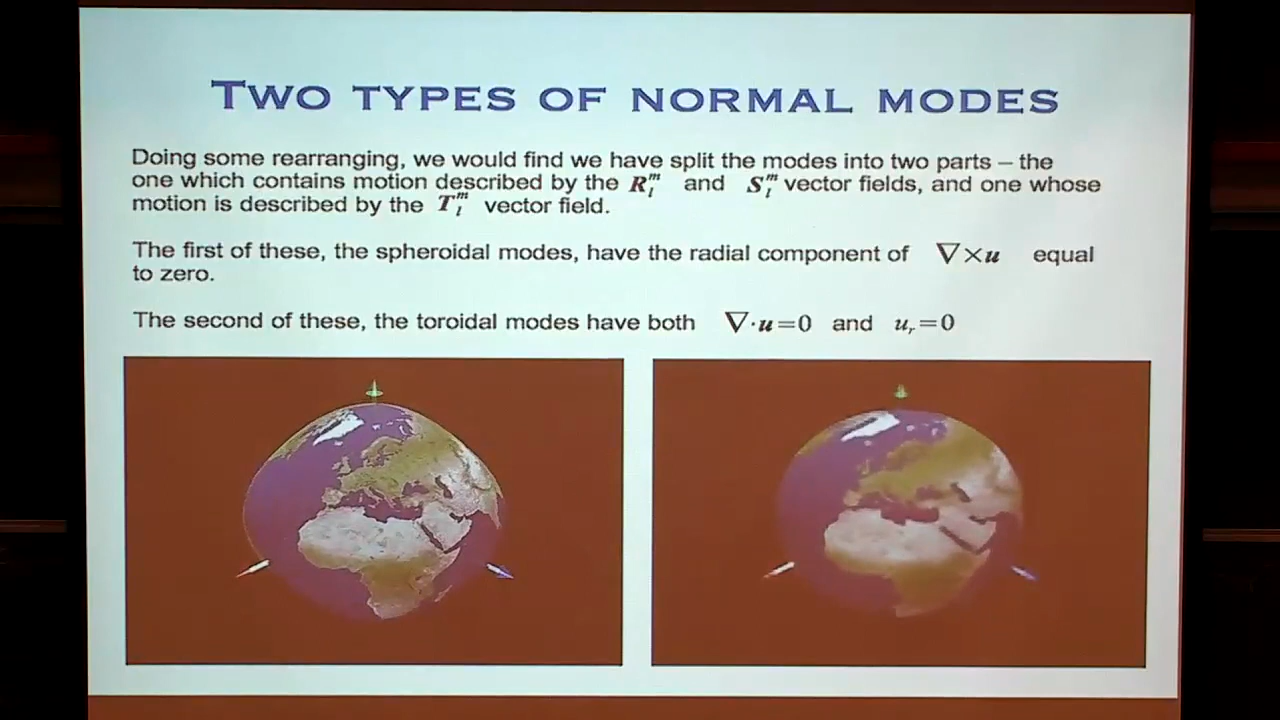 TWO TYPES OF NORMAL MODES
Doing some rearranging, we would find we have split the modes into two parts – the
one which contains motion described by the R_l^m and S_l^m vector fields, and one whose
motion is described by the T_l^m vector field.
The first of these, the spheroidal modes, have the radial component of ∇×u equal
to zero.
The second of these, the toroidal modes have both ∇·u=0 and u_r=0